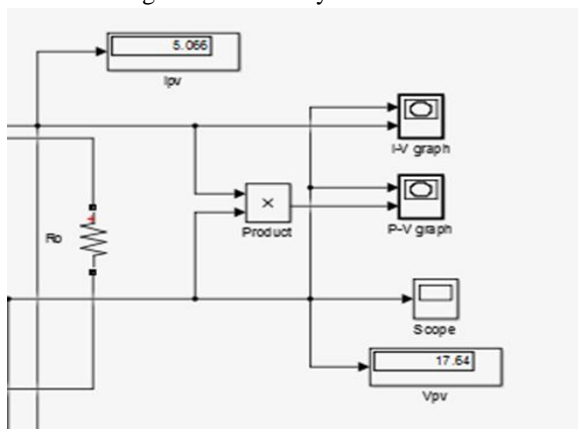 5.066
Ipv
I-V graph
×
Product
P-V graph
Ro
Scope
17.64
Vpv